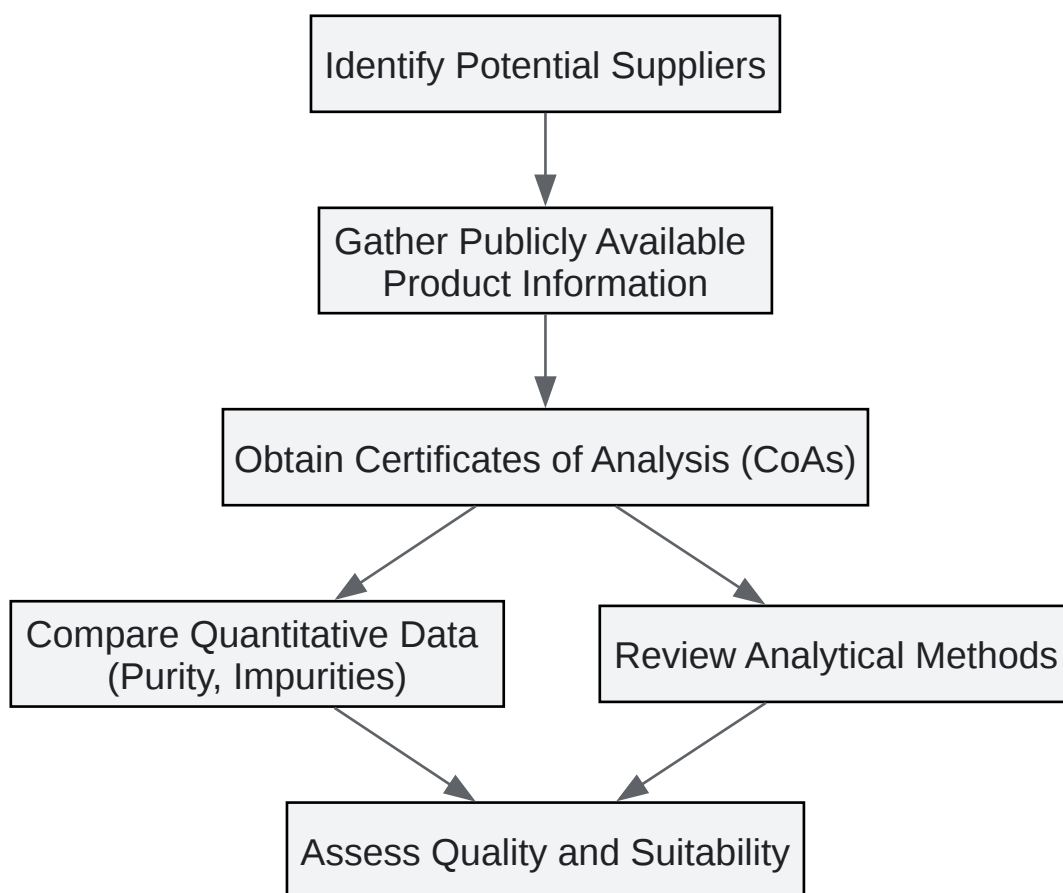 Identify Potential Suppliers
Gather Publicly Available
Product Information
Obtain Certificates of Analysis (CoAs)
Compare Quantitative Data
(Purity, Impurities)
Review Analytical Methods
Assess Quality and Suitability